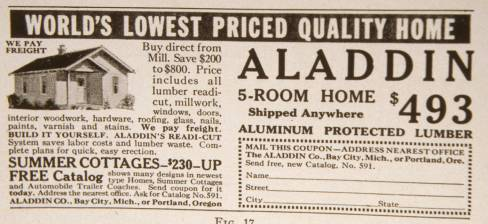 WORLD'S LOWEST PRICED QUALITY HOME
WE PAY
FREIGHT
Buy direct from
Mill. Save $200
to $800. Price
includes all
lumber readi-
cut, millwork,
windows, doors,
interior woodwork, hardware, roofing, glass, nails,
paints, varnish and stains. We pay freight.
BUILD IT YOURSELF. ALADDIN'S READI-CUT
System saves labor costs and lumber waste. Com-
plete plans for quick, easy erection.
SUMMER COTTAGES-$230-UP
FREE Catalog shows many designs in newest
type Homes, Summer Cottages
and Automobile Trailer Coaches. Send coupon for it
today. Address the nearest office. Ask for Catalog No. 591.
ALADDIN CO., Bay City, Mich., or Portland, Oregon
ALADDIN
5-ROOM HOME $493
Shipped Anywhere
ALUMINUM PROTECTED LUMBER
MAIL THIS COUPON—ADDRESS NEAREST OFFICE
The ALADDIN Co., Bay City, Mich., or Portland, Ore.
Send free, new Catalog, No. 591.
Name
Street
City State
FIG. 17